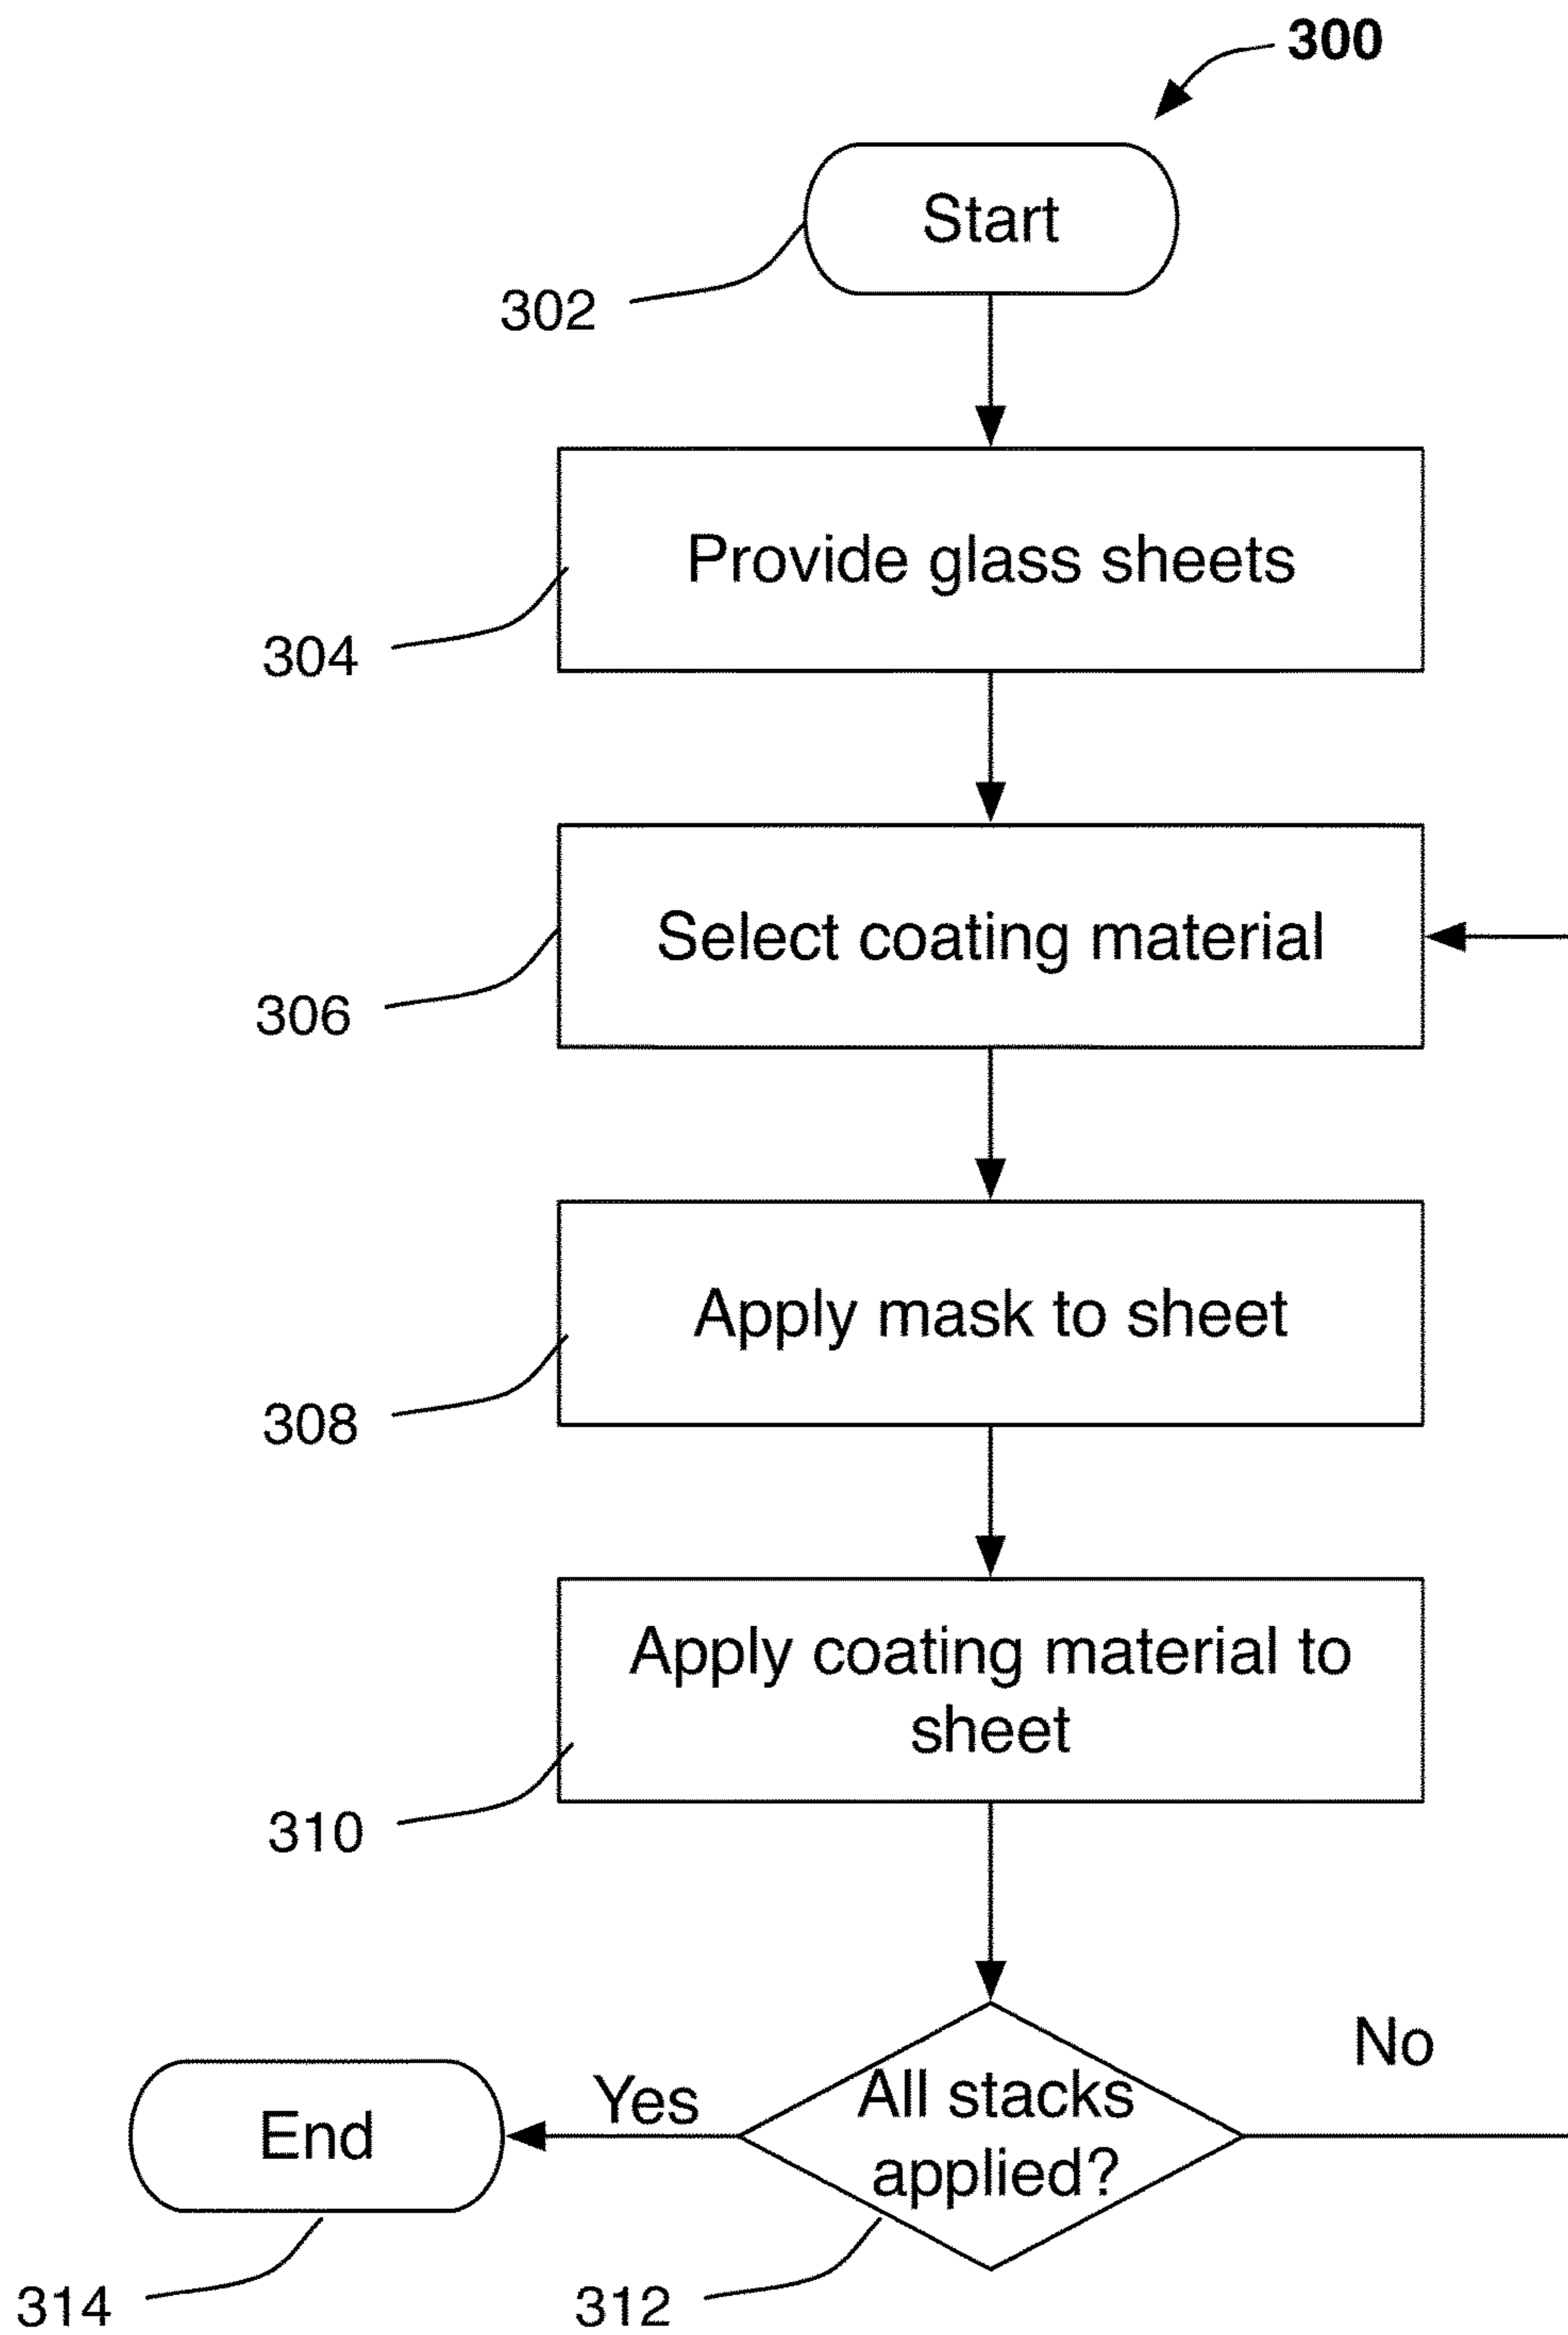 300
Start
302
Provide glass sheets
304
Select coating material
306
Apply mask to sheet
308
Apply coating material to
sheet
310
No
All stacks
applied?
Yes
End
314
312